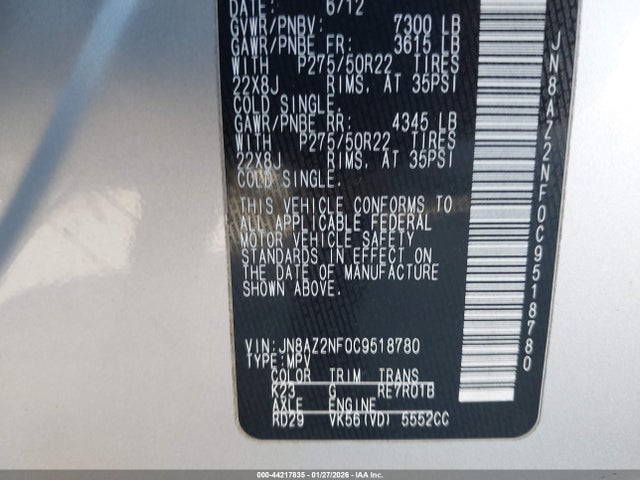 DATE: 6/12
GVWR/PNBV: 7300 LB
GAWR/PNBE FR: 3615 LB
WITH P275/50R22 TIRES
22X8J RIMS, AT 35PSI
COLD SINGLE.
GAWR/PNBE RR: 4345 LB
WITH P275/50R22 TIRES
22X8J RIMS, AT 35PSI
COLD SINGLE.
THIS VEHICLE CONFORMS TO
ALL APPLICABLE FEDERAL
MOTOR VEHICLE SAFETY
STANDARDS IN EFFECT ON
THE DATE OF MANUFACTURE
SHOWN ABOVE.
VIN:JN8AZ2NF0C9518780
TYPE:MPV
COLOR TRIM TRANS
K23 G RE7R01B
AXLE ENGINE
RD29 VK56(VD) 5552CC
JN8AZ2NF0C9518780
000-44217835 - 01/27/2026 - IAA Inc.